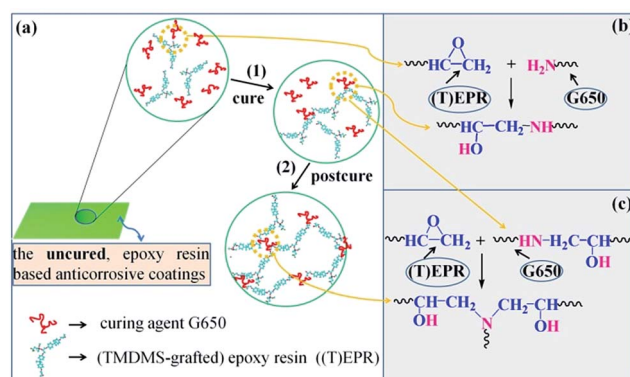 (a)
(1)
cure
(2)
postcure
the uncured, epoxy resin
based anticorrosive coatings
curing agent G650
(TMDMS-grafted) epoxy resin ((T)EPR)
(b)
O
HC CH₂ + H₂N
(T)EPR G650
CH CH₂ NH
HO
(c)
O
HC CH₂ + HN CH₂ CH
OH
(T)EPR G650
CH CH₂ CH₂ CH
OH N OH